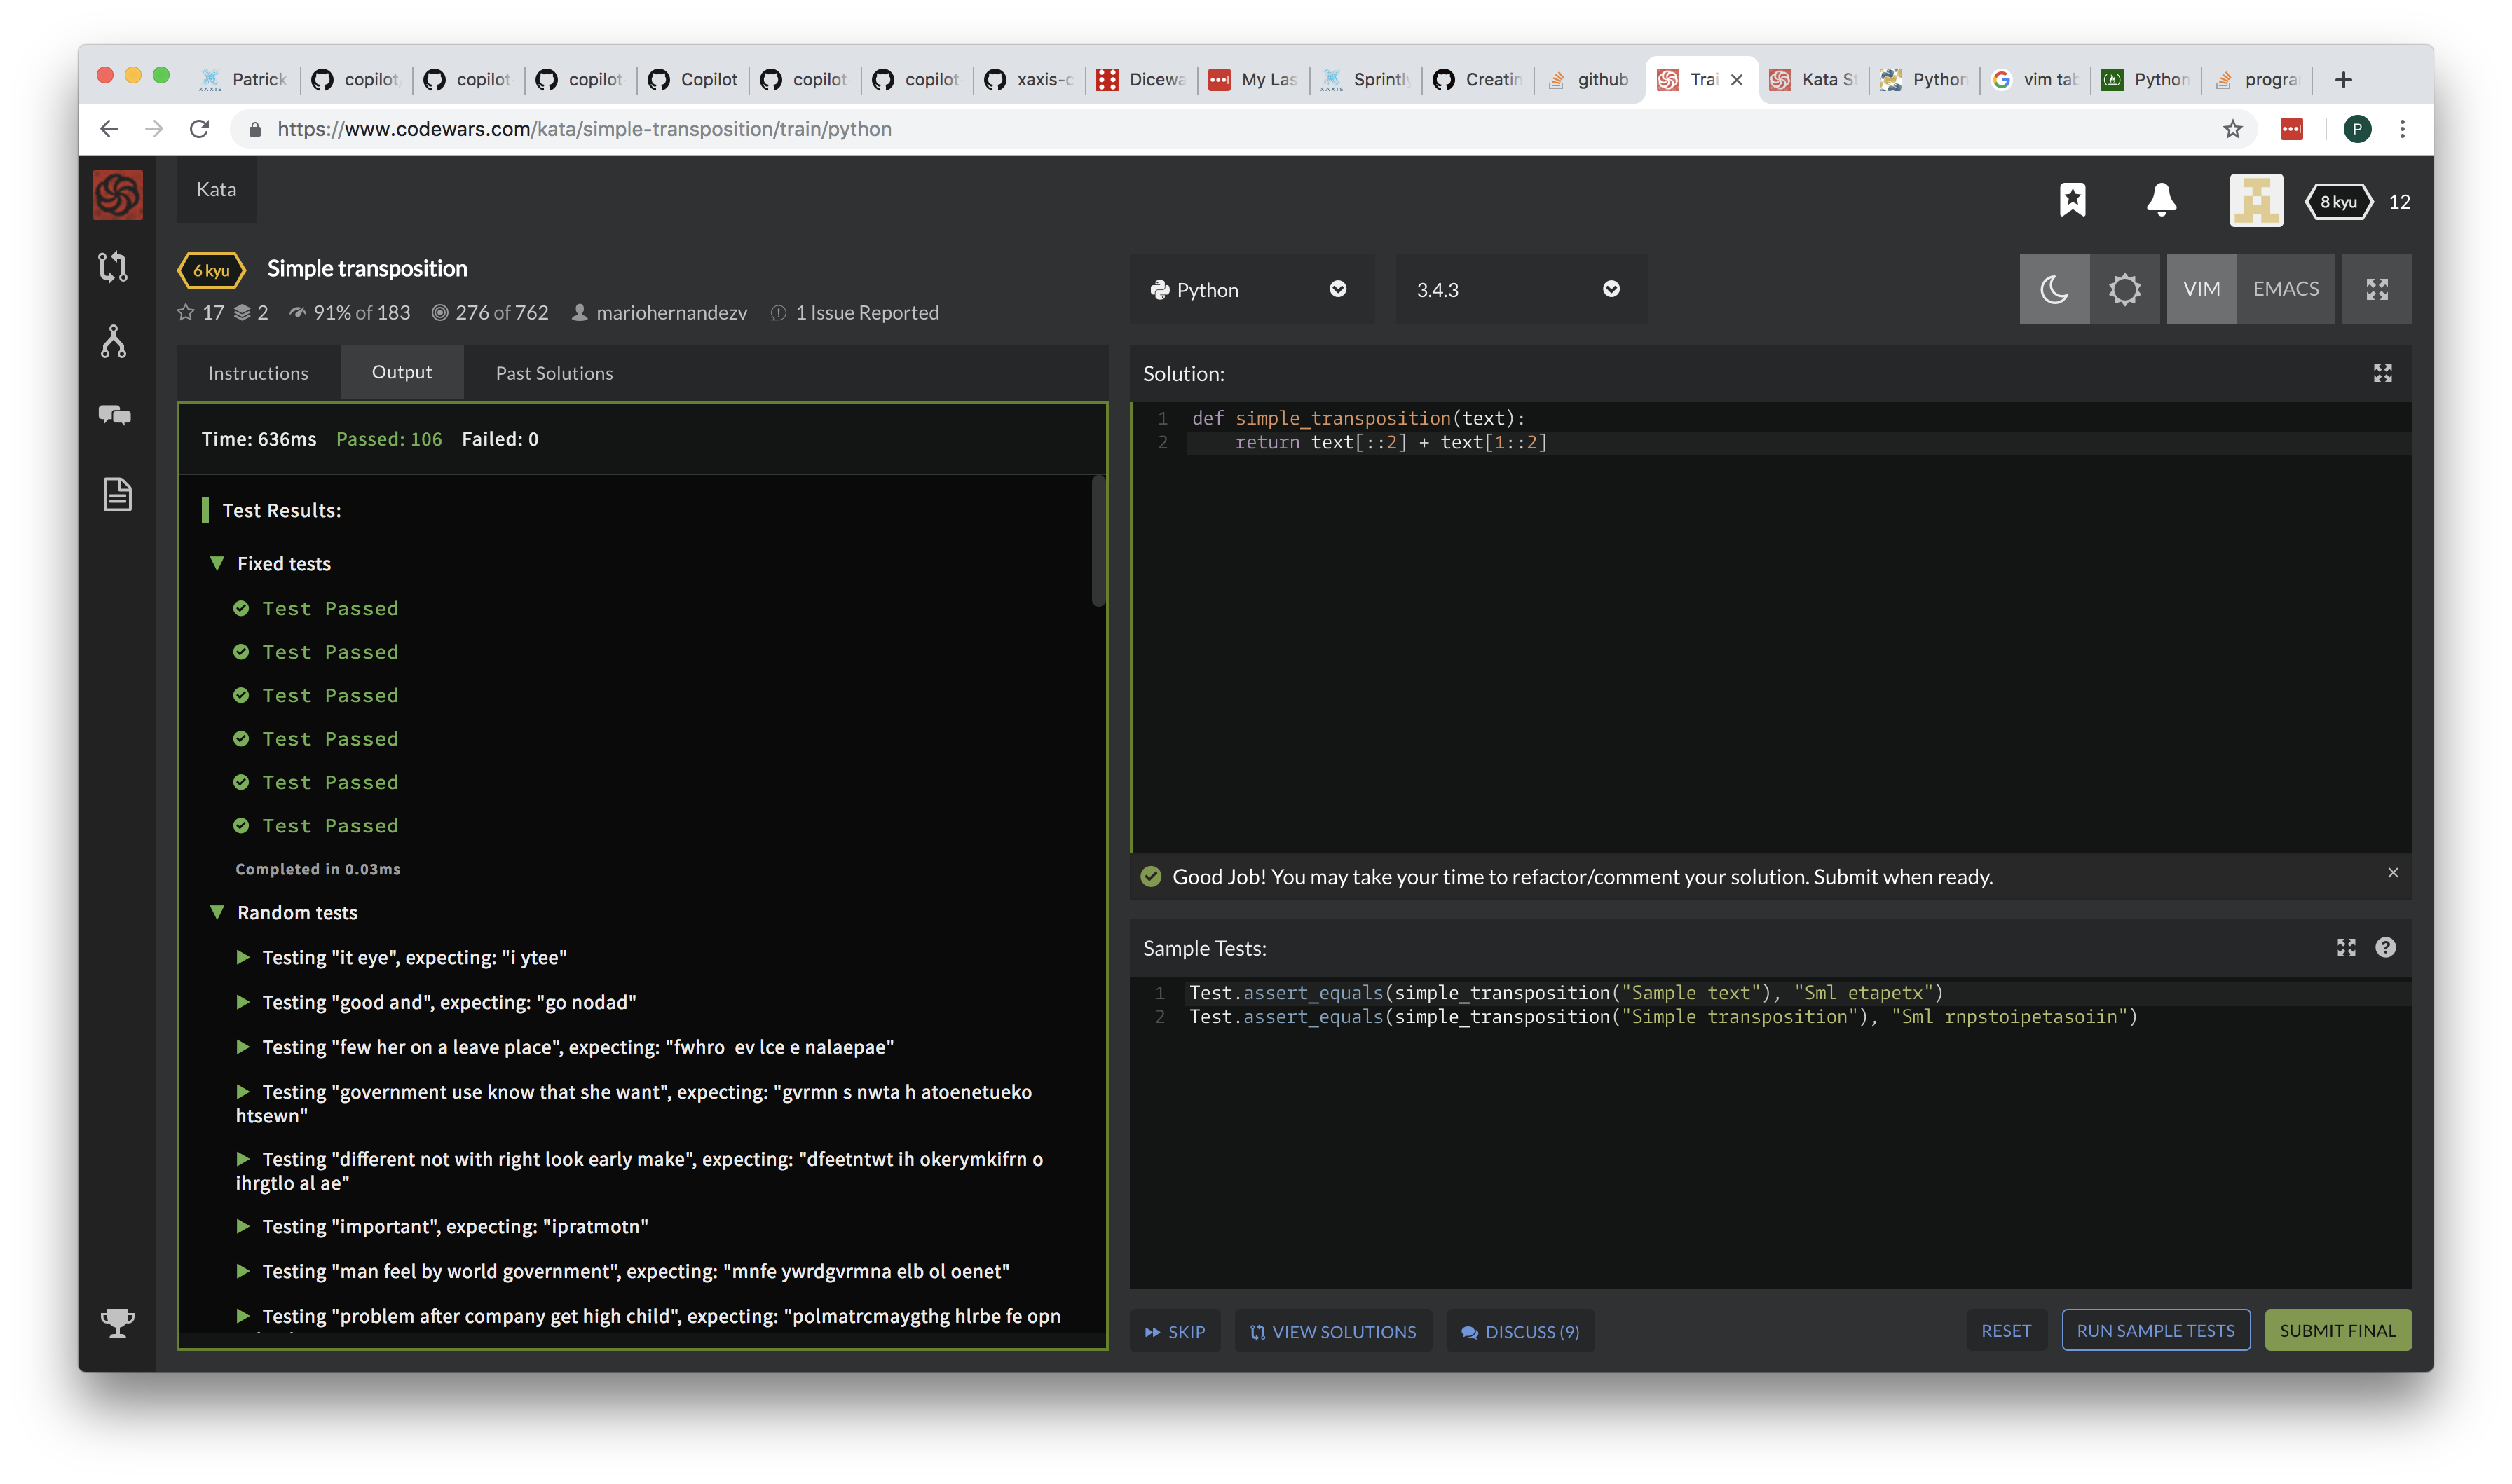 Patrick copilot, copilot copilot Copilot copilot copilot xaxis-c Dicewa My Las Sprintly Creatin github Trai Kata S Python vim tab Python progra
https://www.codewars.com/kata/simple-transposition/train/python
P
Kata
8 kyu 12
6 kyu Simple transposition
17 2 91% of 183 276 of 762 mariohernandezv 1 Issue Reported
Python 3.4.3 VIM EMACS
Instructions Output Past Solutions
Time: 636ms Passed: 106 Failed: 0
Test Results:
Fixed tests
Test Passed
Test Passed
Test Passed
Test Passed
Test Passed
Test Passed
Completed in 0.03ms
Random tests
Testing "it eye", expecting: "i ytee"
Testing "good and", expecting: "go nodad"
Testing "few her on a leave place", expecting: "fwhro  ev lce e nalaepae"
Testing "government use know that she want", expecting: "gvrmn s nwta h atoenetueko
htsewn"
Testing "different not with right look early make", expecting: "dfeetntwt ih okerymkifrn o
ihrgtlo al ae"
Testing "important", expecting: "ipratmotn"
Testing "man feel by world government", expecting: "mnfe ywrdgvrmna elb ol oenet"
Testing "problem after company get high child", expecting: "polmatrcmaygthg hlrbe fe opn
Solution:
1 def simple_transposition(text):
2     return text[::2] + text[1::2]
Good Job! You may take your time to refactor/comment your solution. Submit when ready.
Sample Tests:
1 Test.assert_equals(simple_transposition("Sample text"), "Sml etapetx")
2 Test.assert_equals(simple_transposition("Simple transposition"), "Sml rnpstoipetasoiin")
SKIP VIEW SOLUTIONS DISCUSS (9) RESET RUN SAMPLE TESTS SUBMIT FINAL